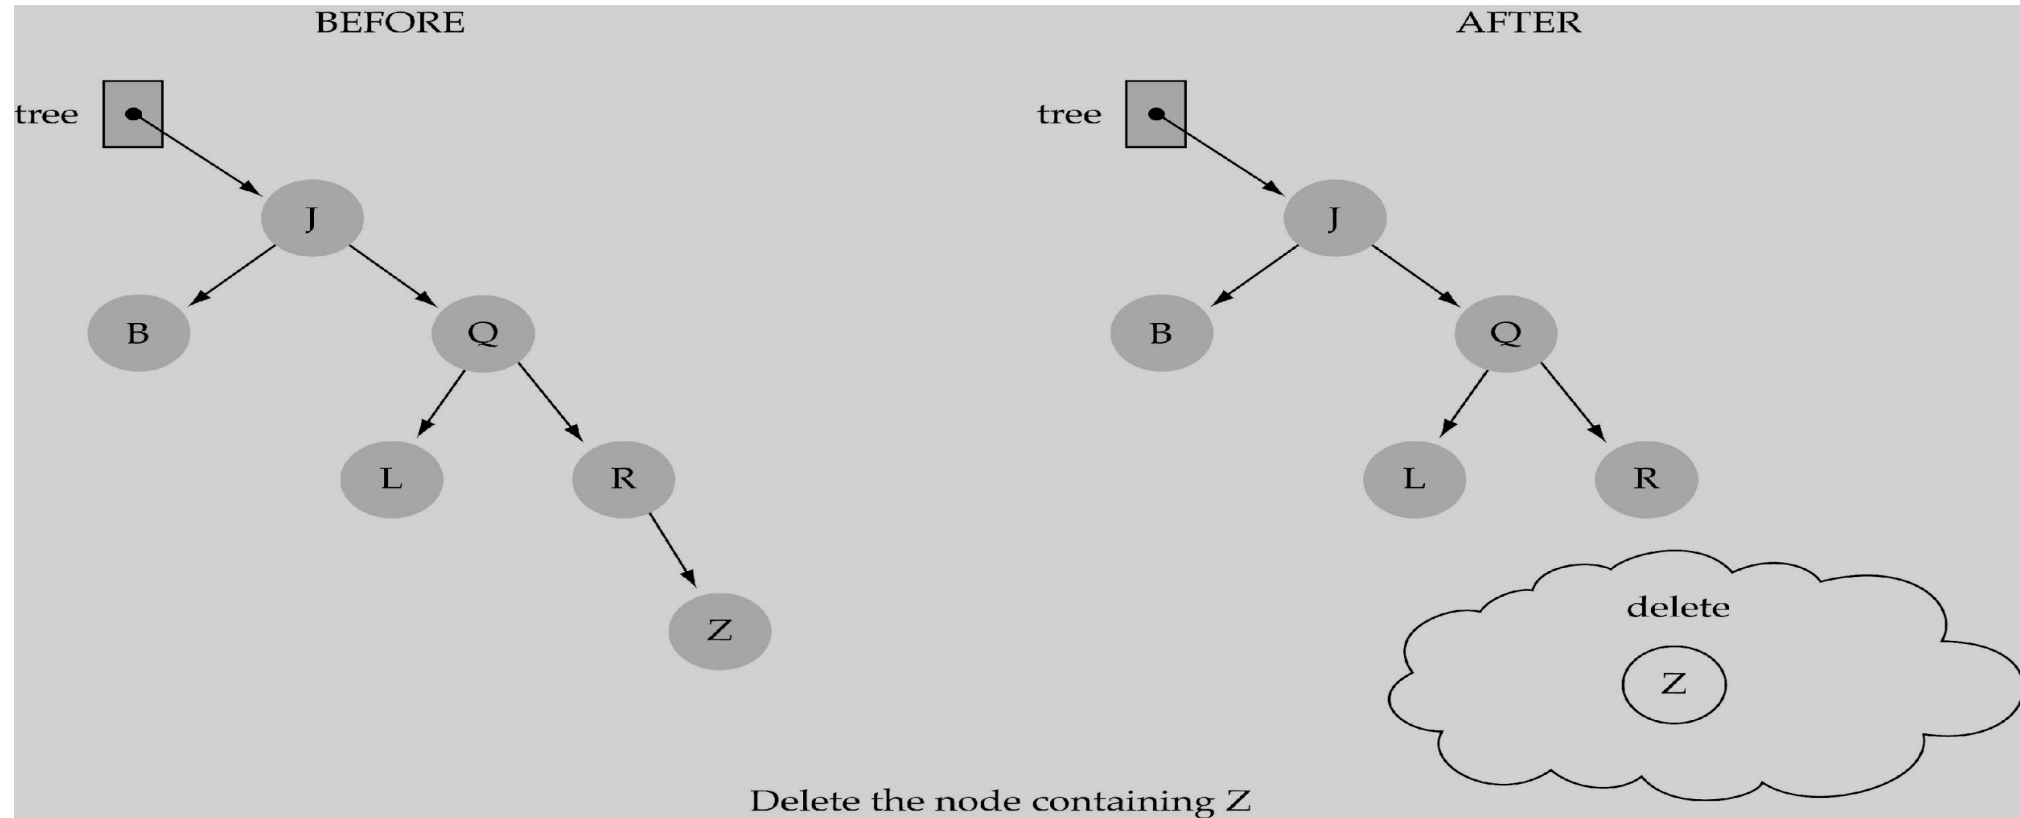 BEFORE
tree
J
B
Q
L
R
Z
AFTER
tree
J
B
Q
L
R
delete
Z
Delete the node containing Z